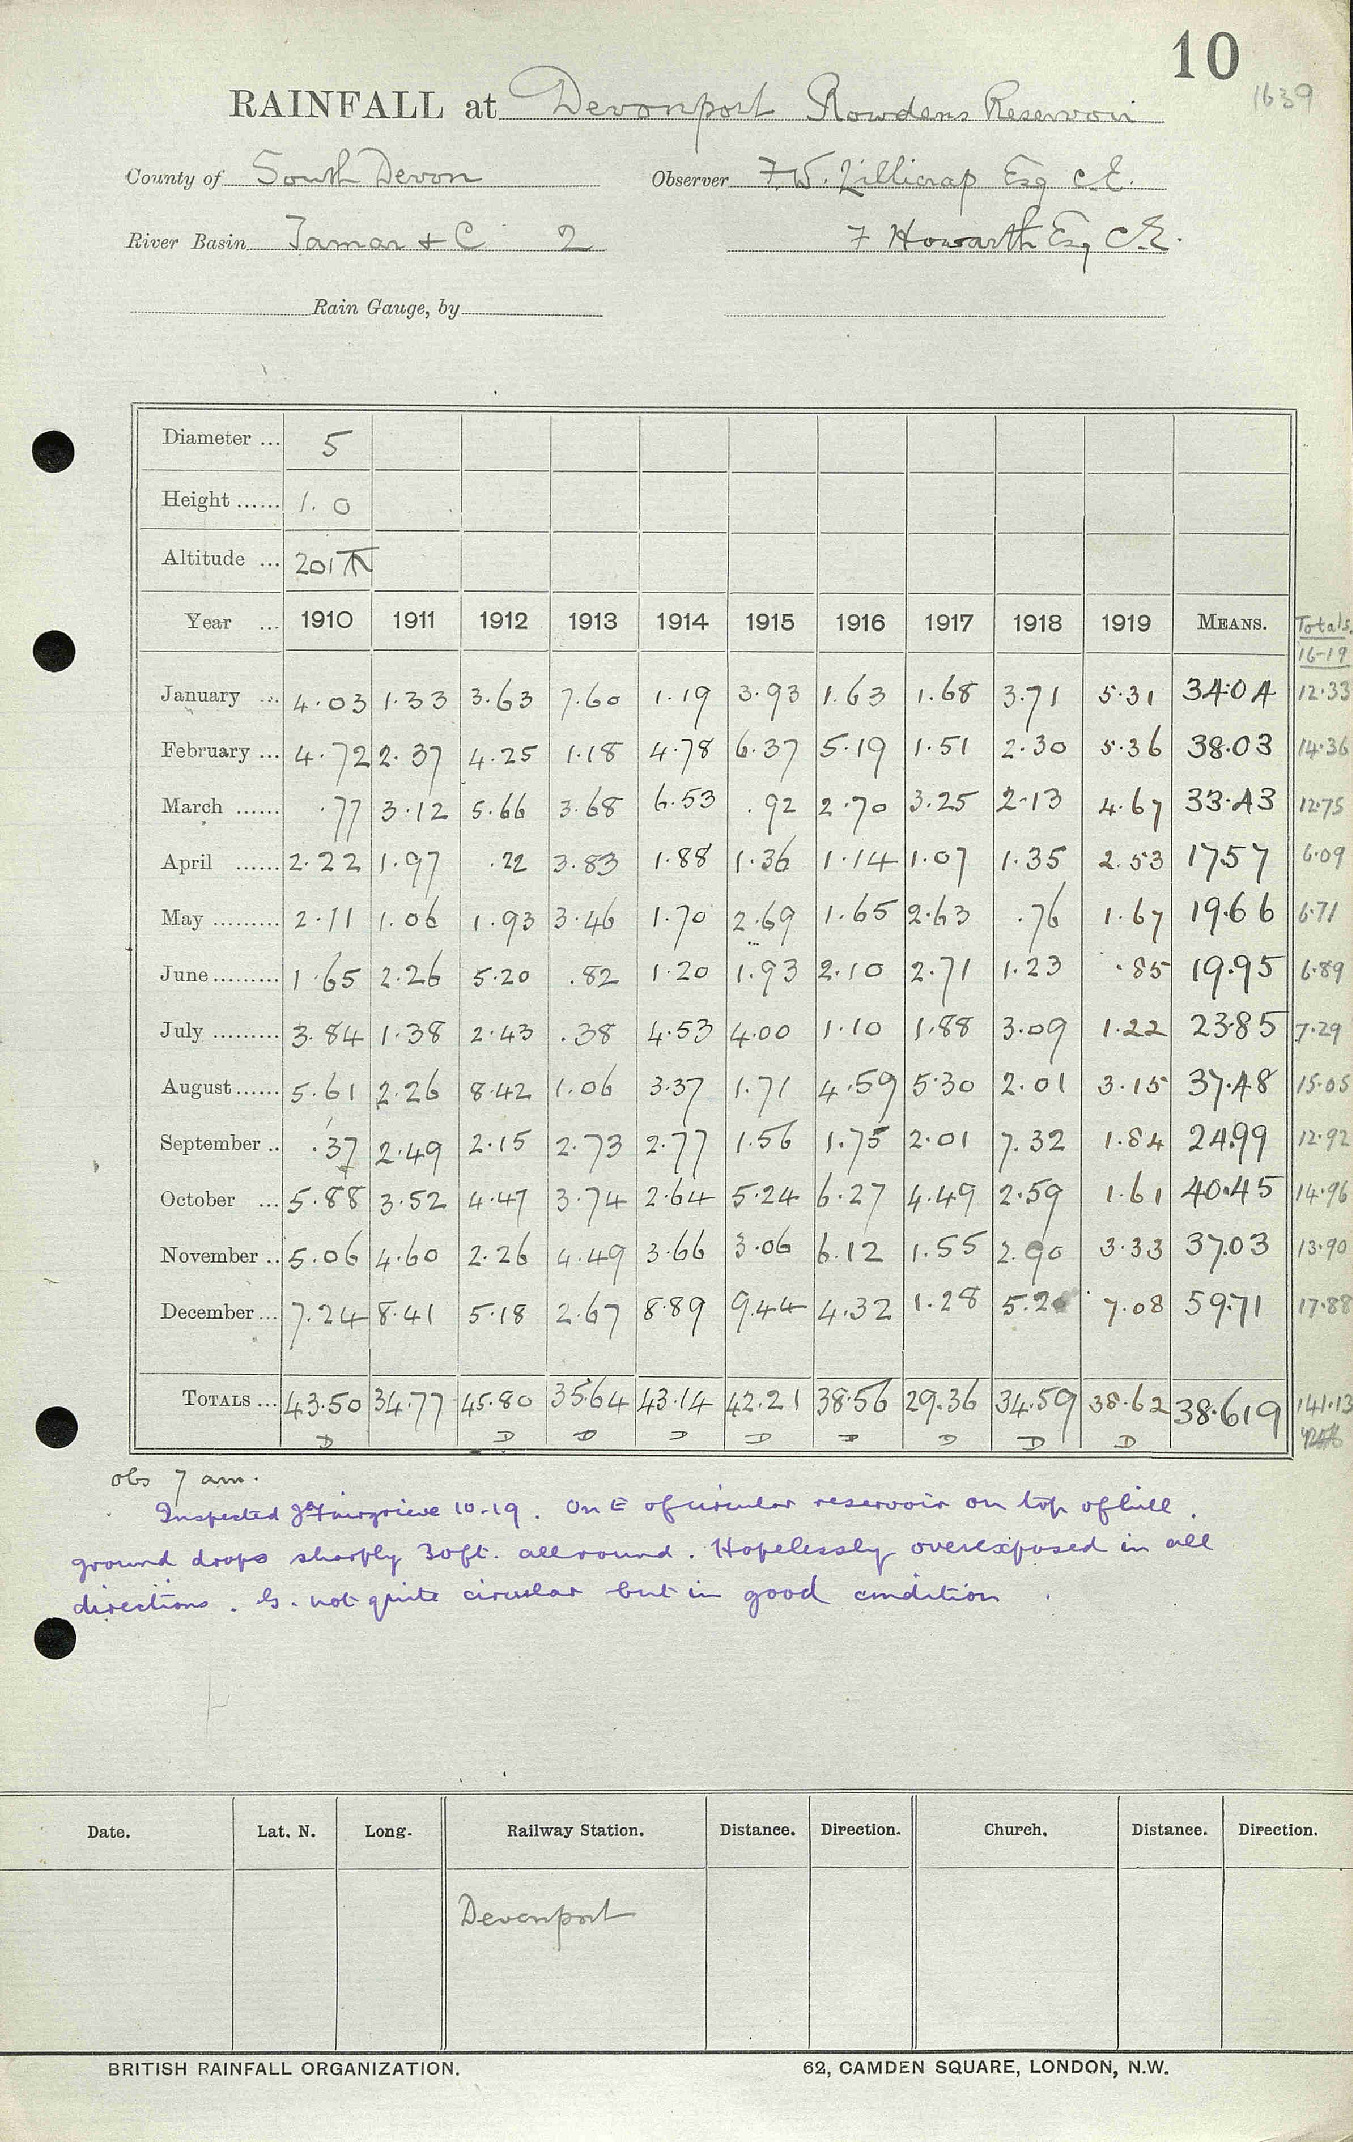 10
1639
RAINFALL at Devonport Rowdens Reservoir
County of South Devon Observer F.W. Lillicrap Esq C.E.
River Basin Tamar + C 2 F Howarth Esq C.E.
Rain Gauge, by
Diameter ... 5
Height ...... 1.0
Altitude ... 201
Year ... 1910 1911 1912 1913 1914 1915 1916 1917 1918 1919 MEANS. Totals
16-19
January ... 4.03 1.33 3.63 7.60 1.19 3.93 1.63 1.68 3.71 5.31 34.04 12.33
February ... 4.72 2.37 4.25 1.18 4.78 6.37 5.19 1.51 2.30 5.36 38.03 14.36
March ...... .77 3.12 5.66 3.68 6.53 .92 2.70 3.25 2.13 4.67 33.43 12.75
April ...... 2.22 1.97 .22 3.83 1.88 1.36 1.14 1.07 1.35 2.53 17.57 6.09
May ......... 2.11 1.06 1.93 3.46 1.70 2.69 1.65 2.63 .76 1.67 19.66 6.71
June ......... 1.65 2.26 5.20 .82 1.20 1.93 2.10 2.71 1.23 .85 19.95 6.89
July ......... 3.84 1.38 2.43 .38 4.53 4.00 1.10 1.88 3.09 1.22 23.85 7.29
August ...... 5.61 2.26 8.42 1.06 3.37 1.71 4.59 5.30 2.01 3.15 37.48 15.05
September .. .37 2.49 2.15 2.73 2.77 1.56 1.75 2.01 7.32 1.84 24.99 12.92
October ... 5.88 3.52 4.47 3.74 2.64 5.24 6.27 4.49 2.59 1.61 40.45 14.96
November .. 5.06 4.60 2.26 4.49 3.66 3.06 6.12 1.55 2.90 3.33 37.03 13.90
December ... 7.24 8.41 5.18 2.67 8.89 9.44 4.32 1.28 5.20 7.08 59.71 17.88
TOTALS ... 43.50 34.77 45.80 35.64 43.14 42.21 38.56 29.36 34.59 38.62 38.619 141.13
D D D D D D D D D
obs 7 am.
Inspected J Fairgrieve 10-19. On E of circular reservoir on top of hill.
ground drops sharply 30ft. all round. Hopelessly overexposed in all
directions. G. not quite circular but in good condition
Date. Lat. N. Long. Railway Station. Distance. Direction. Church. Distance. Direction.
Devonport
BRITISH RAINFALL ORGANIZATION. 62, CAMDEN SQUARE, LONDON, N.W.